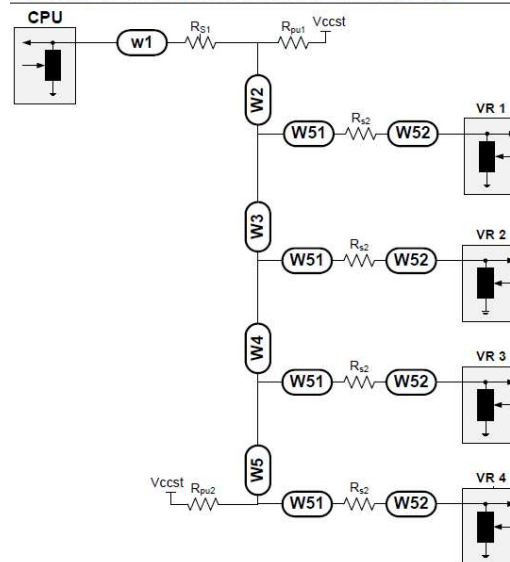 CPU
w1
RS1
Rpu1
Vccst
W2
VR 1
W51
Rs2
W52
W3
VR 2
W51
Rs2
W52
W4
VR 3
W51
Rs2
W52
W5
VR 4
Vccst
Rpu2
W51
Rs2
W52